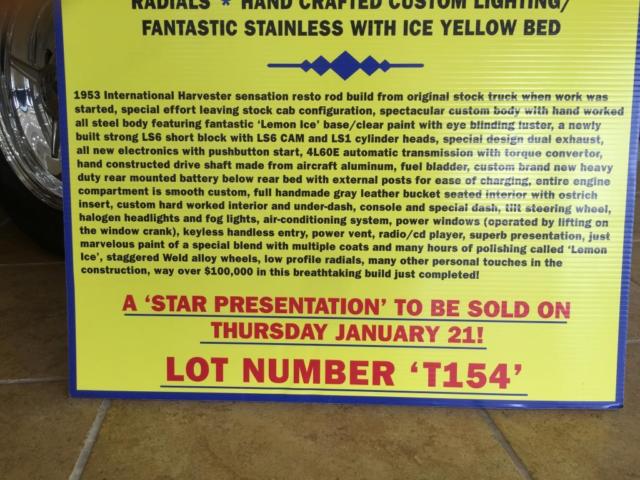 RADIALS * HAND CRAFTED CUSTOM LIGHTING/
FANTASTIC STAINLESS WITH ICE YELLOW BED
1953 International Harvester sensation resto rod build from original stock truck when work was
started, special effort leaving stock cab configuration, spectacular custom body with hand worked
all steel body featuring fantastic 'Lemon Ice' base/clear paint with eye blinding luster, a newly
built strong LS6 short block with LS6 CAM and LS1 cylinder heads, special design dual exhaust,
all new electronics with pushbutton start, 4L60E automatic transmission with torque convertor,
hand constructed drive shaft made from aircraft aluminum, fuel bladder, custom brand new heavy
duty rear mounted battery below rear bed with external posts for ease of charging, entire engine
compartment is smooth custom, full handmade gray leather bucket seated interior with ostrich
insert, custom hard worked interior and under-dash, console and special dash, tilt steering wheel,
halogen headlights and fog lights, air-conditioning system, power windows (operated by lifting on
the window crank), keyless handless entry, power vent, radio/cd player, superb presentation, just
marvelous paint of a special blend with multiple coats and many hours of polishing called 'Lemon
Ice', staggered Weld alloy wheels, low profile radials, many other personal touches in the
construction, way over $100,000 in this breathtaking build just completed!
A 'STAR PRESENTATION' TO BE SOLD ON
THURSDAY JANUARY 21!
LOT NUMBER 'T154'